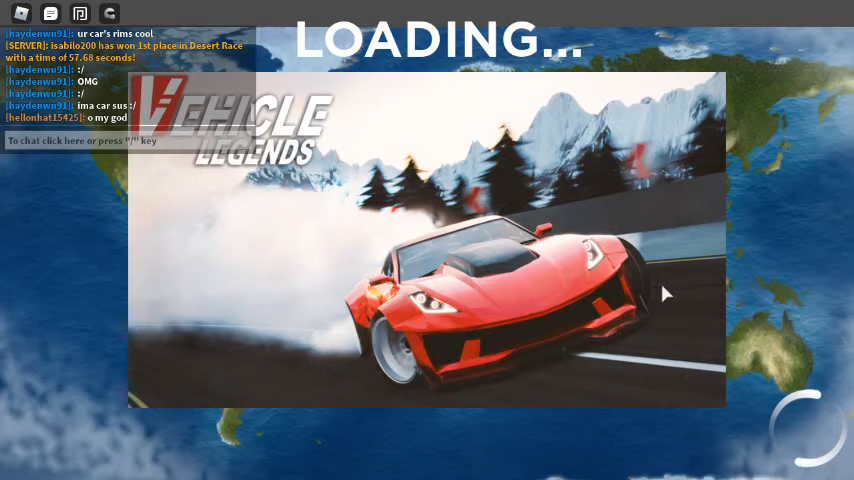 LOADING...
[haydenwu91]: ur car's rims cool
[SERVER]: isabilo200 has won 1st place in Desert Race
with a time of 57.68 seconds!
[haydenwu91]: :/
[haydenwu91]: OMG
[haydenwu91]: :/
[haydenwu91]: ima car sus :/
[hellonhat15425]: o my god
To chat click here or press "/" key
VEHICLE
LEGENDS